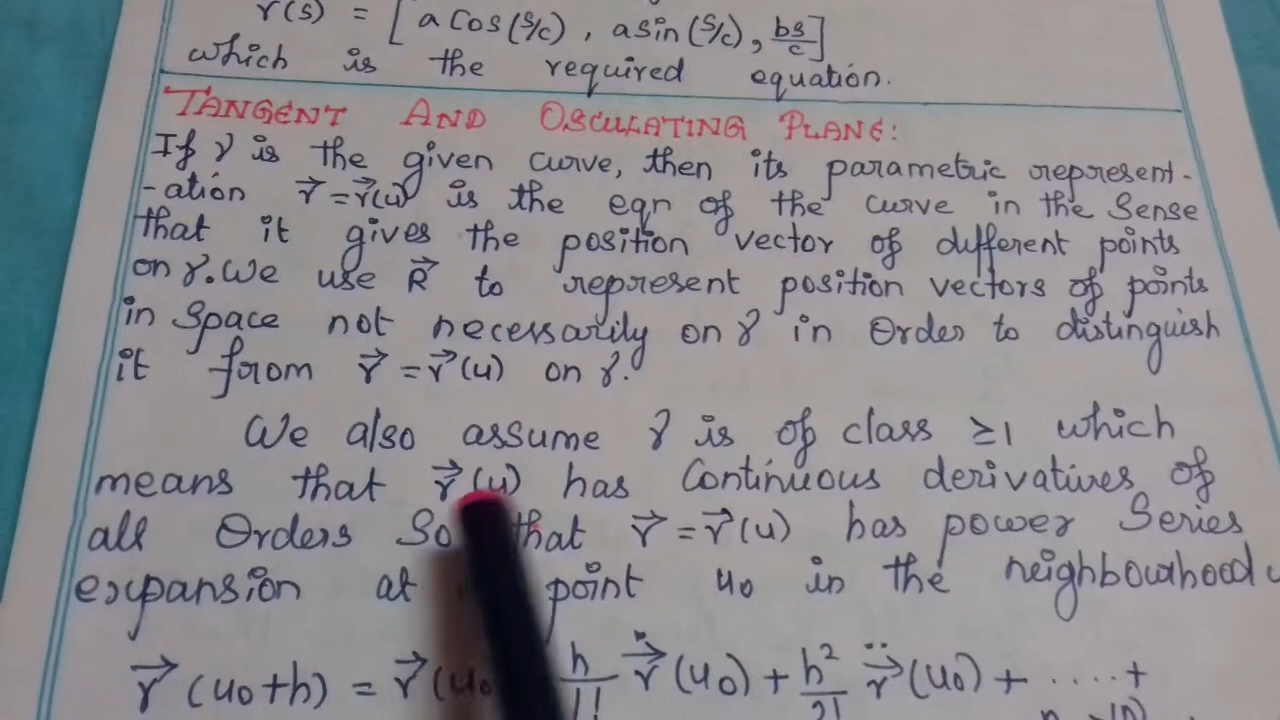 r(s) = [a cos(s/c), a sin(s/c), bs/c]
which is the required equation.
TANGENT AND OSCULATING PLANE:
If γ is the given curve, then its parametric represent-
-ation r⃗ = r⃗(u) is the eqn of the curve in the sense
that it gives the position vector of different points
on γ. We use R⃗ to represent position vectors of points
in space not necessarily on γ in order to distinguish
it from r⃗ = r⃗(u) on γ.
We also assume γ is of class ≥1 which
means that r⃗(u) has continuous derivatives of
all orders so that r⃗ = r⃗(u) has power series
expansion at point u₀ in the neighbourhood
r⃗(u₀+h) = r⃗(u₀ h/1! ṙ⃗(u₀) + h²/2! r̈⃗(u₀) + ..... +